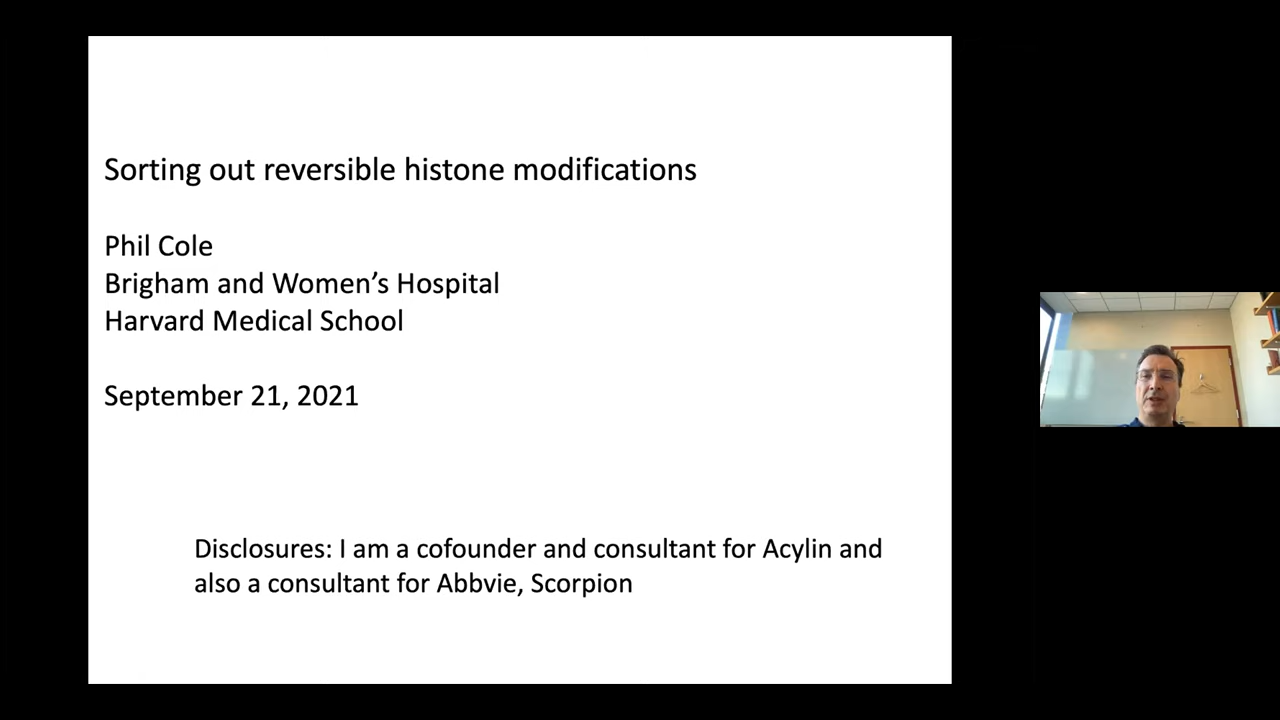 Sorting out reversible histone modifications
Phil Cole
Brigham and Women’s Hospital
Harvard Medical School
September 21, 2021
Disclosures: I am a cofounder and consultant for Acylin and
also a consultant for Abbvie, Scorpion